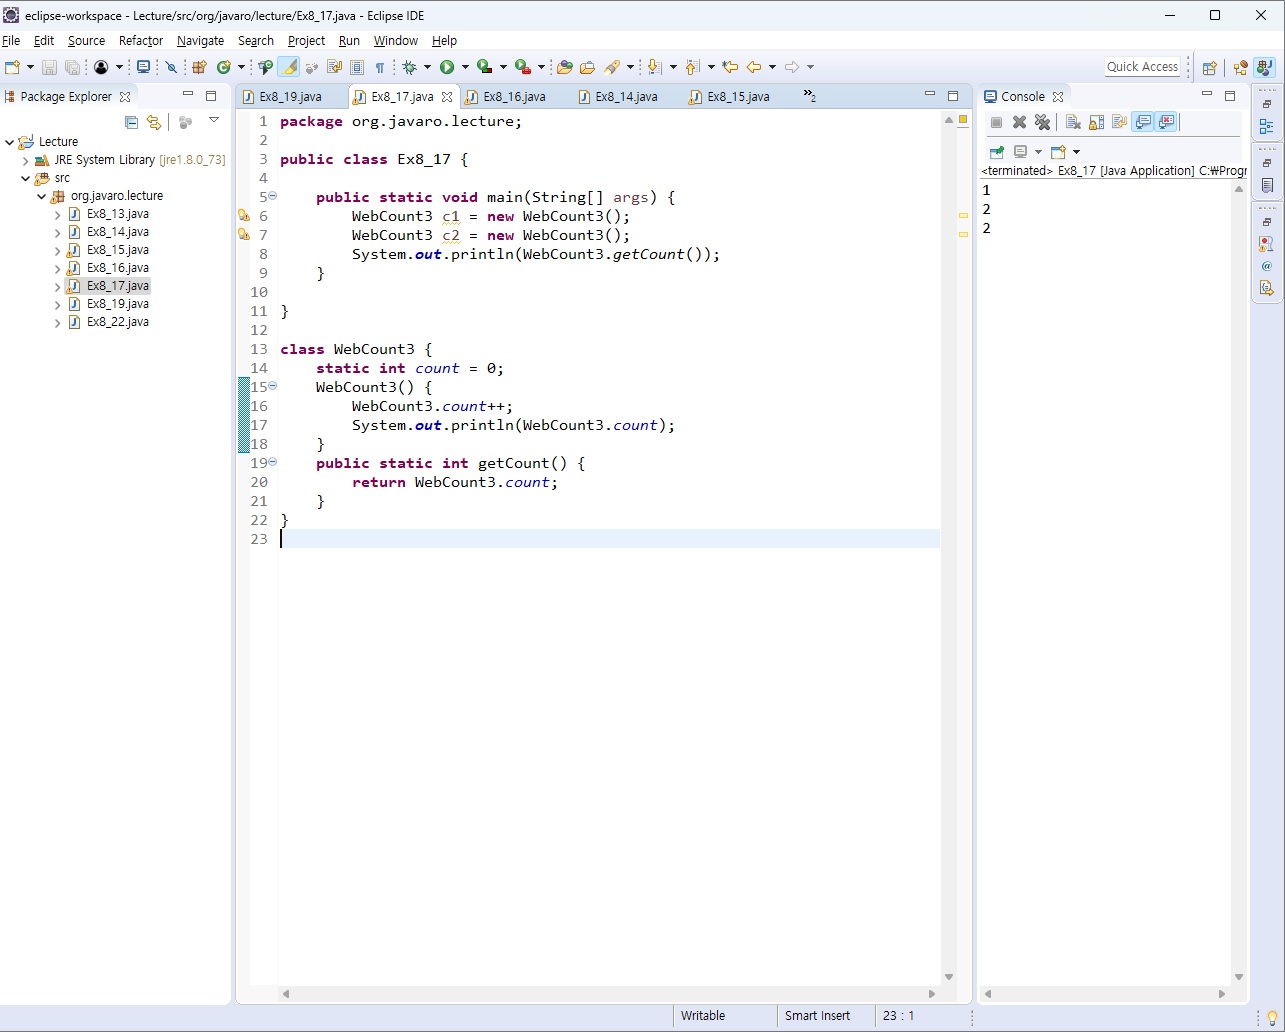 eclipse-workspace - Lecture/src/org/javaro/lecture/Ex8_17.java - Eclipse IDE
File Edit Source Refactor Navigate Search Project Run Window Help
Quick Access
Package Explorer
Lecture
JRE System Library [jre1.8.0_73]
src
org.javaro.lecture
Ex8_13.java
Ex8_14.java
Ex8_15.java
Ex8_16.java
Ex8_17.java
Ex8_19.java
Ex8_22.java
Ex8_19.java Ex8_17.java Ex8_16.java Ex8_14.java Ex8_15.java »2
1 package org.javaro.lecture;
2
3 public class Ex8_17 {
4
5 public static void main(String[] args) {
6 WebCount3 c1 = new WebCount3();
7 WebCount3 c2 = new WebCount3();
8 System.out.println(WebCount3.getCount());
9 }
10
11 }
12
13 class WebCount3 {
14 static int count = 0;
15 WebCount3() {
16 WebCount3.count++;
17 System.out.println(WebCount3.count);
18 }
19 public static int getCount() {
20 return WebCount3.count;
21 }
22 }
23
Console
<terminated> Ex8_17 [Java Application] C:₩Progr
1
2
2
Writable Smart Insert 23 : 1